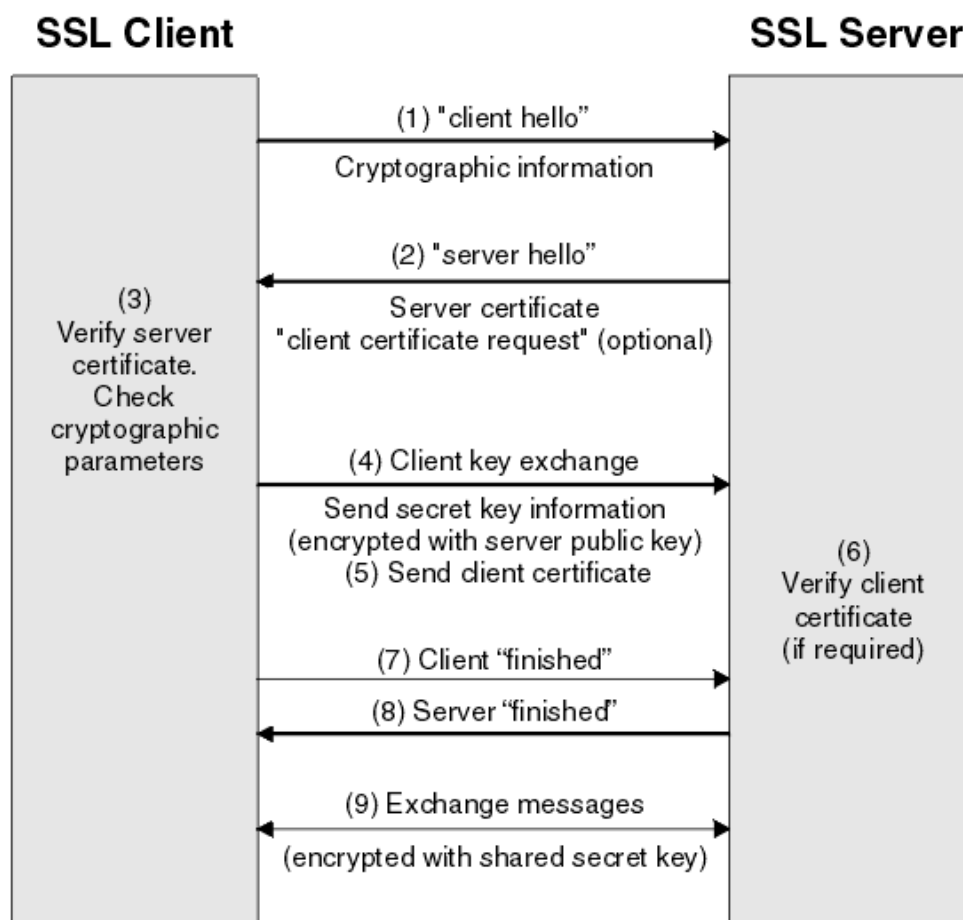 SSL Client
SSL Server
(1) "client hello”
Cryptographic information
(2) "server hello”
Server certificate
"client certificate request" (optional)
(3)
Verify server
certificate.
Check
cryptographic
parameters
(4) Client key exchange
Send secret key information
(encrypted with server public key)
(5) Send client certificate
(6)
Verify client
certificate
(if required)
(7) Client “finished”
(8) Server “finished”
(9) Exchange messages
(encrypted with shared secret key)